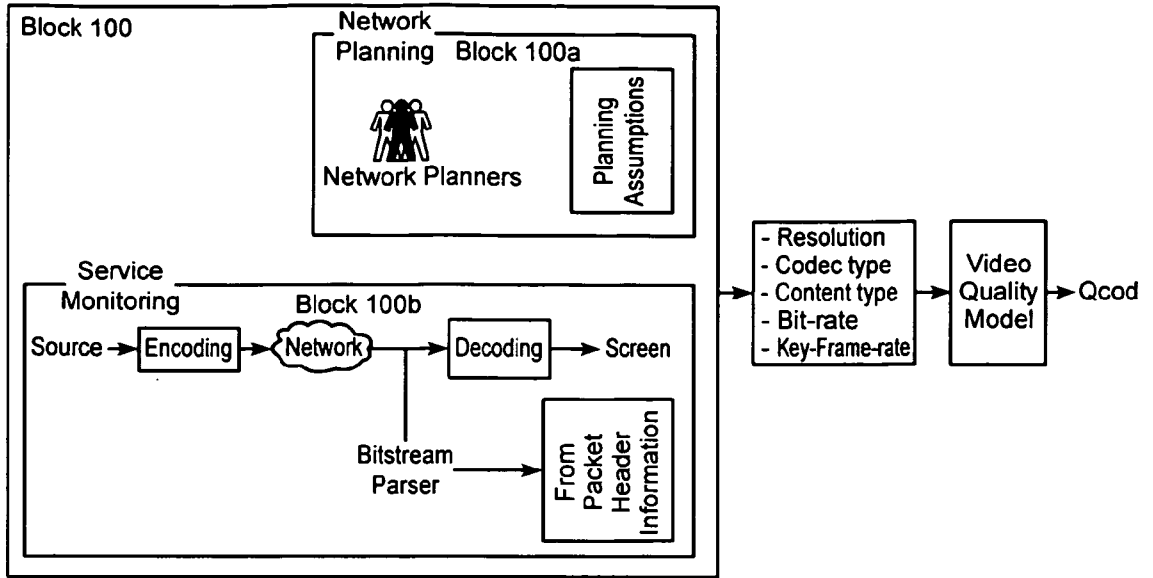 Block 100
Network
Planning Block 100a
Network Planners
Planning
Assumptions
Service
Monitoring
Block 100b
Source
Encoding
Network
Decoding
Screen
Bitstream
Parser
From
Packet
Header
Information
- Resolution
- Codec type
- Content type
- Bit-rate
- Key-Frame-rate
Video
Quality
Model
Qcod